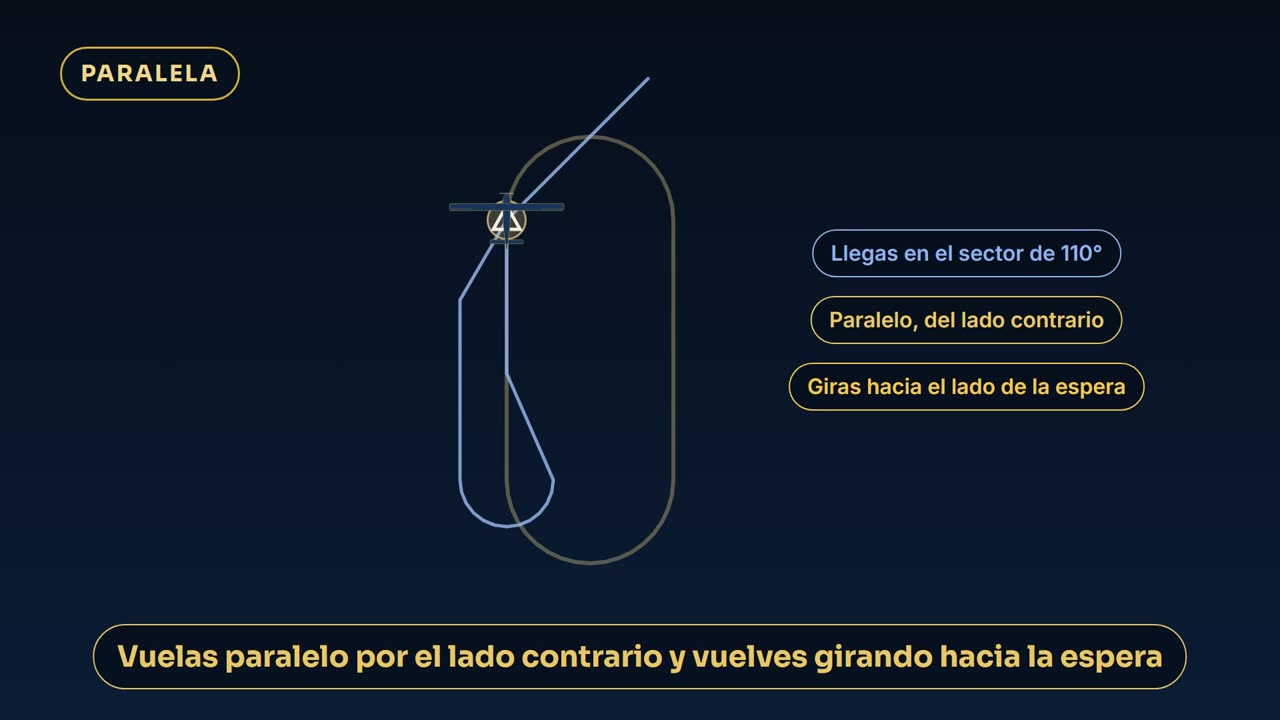 PARALELA
Llegas en el sector de 110°
Paralelo, del lado contrario
Giras hacia el lado de la espera
Vuelas paralelo por el lado contrario y vuelves girando hacia la espera